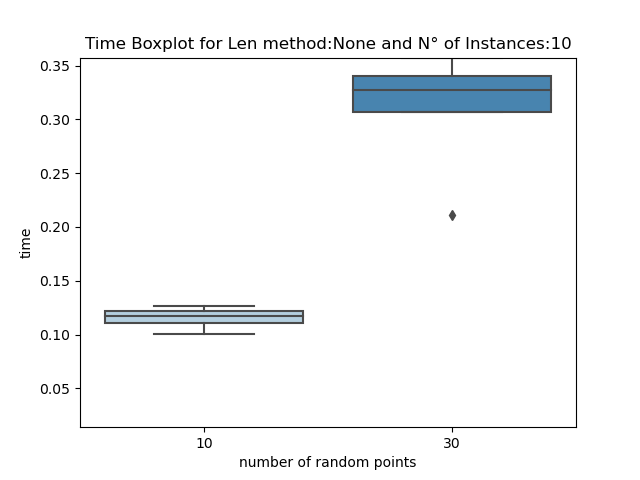 Time Boxplot for Len method:None and N° of Instances:10
0.35
0.30
0.25
0.20
0.15
0.10
0.05
time
10 30
number of random points